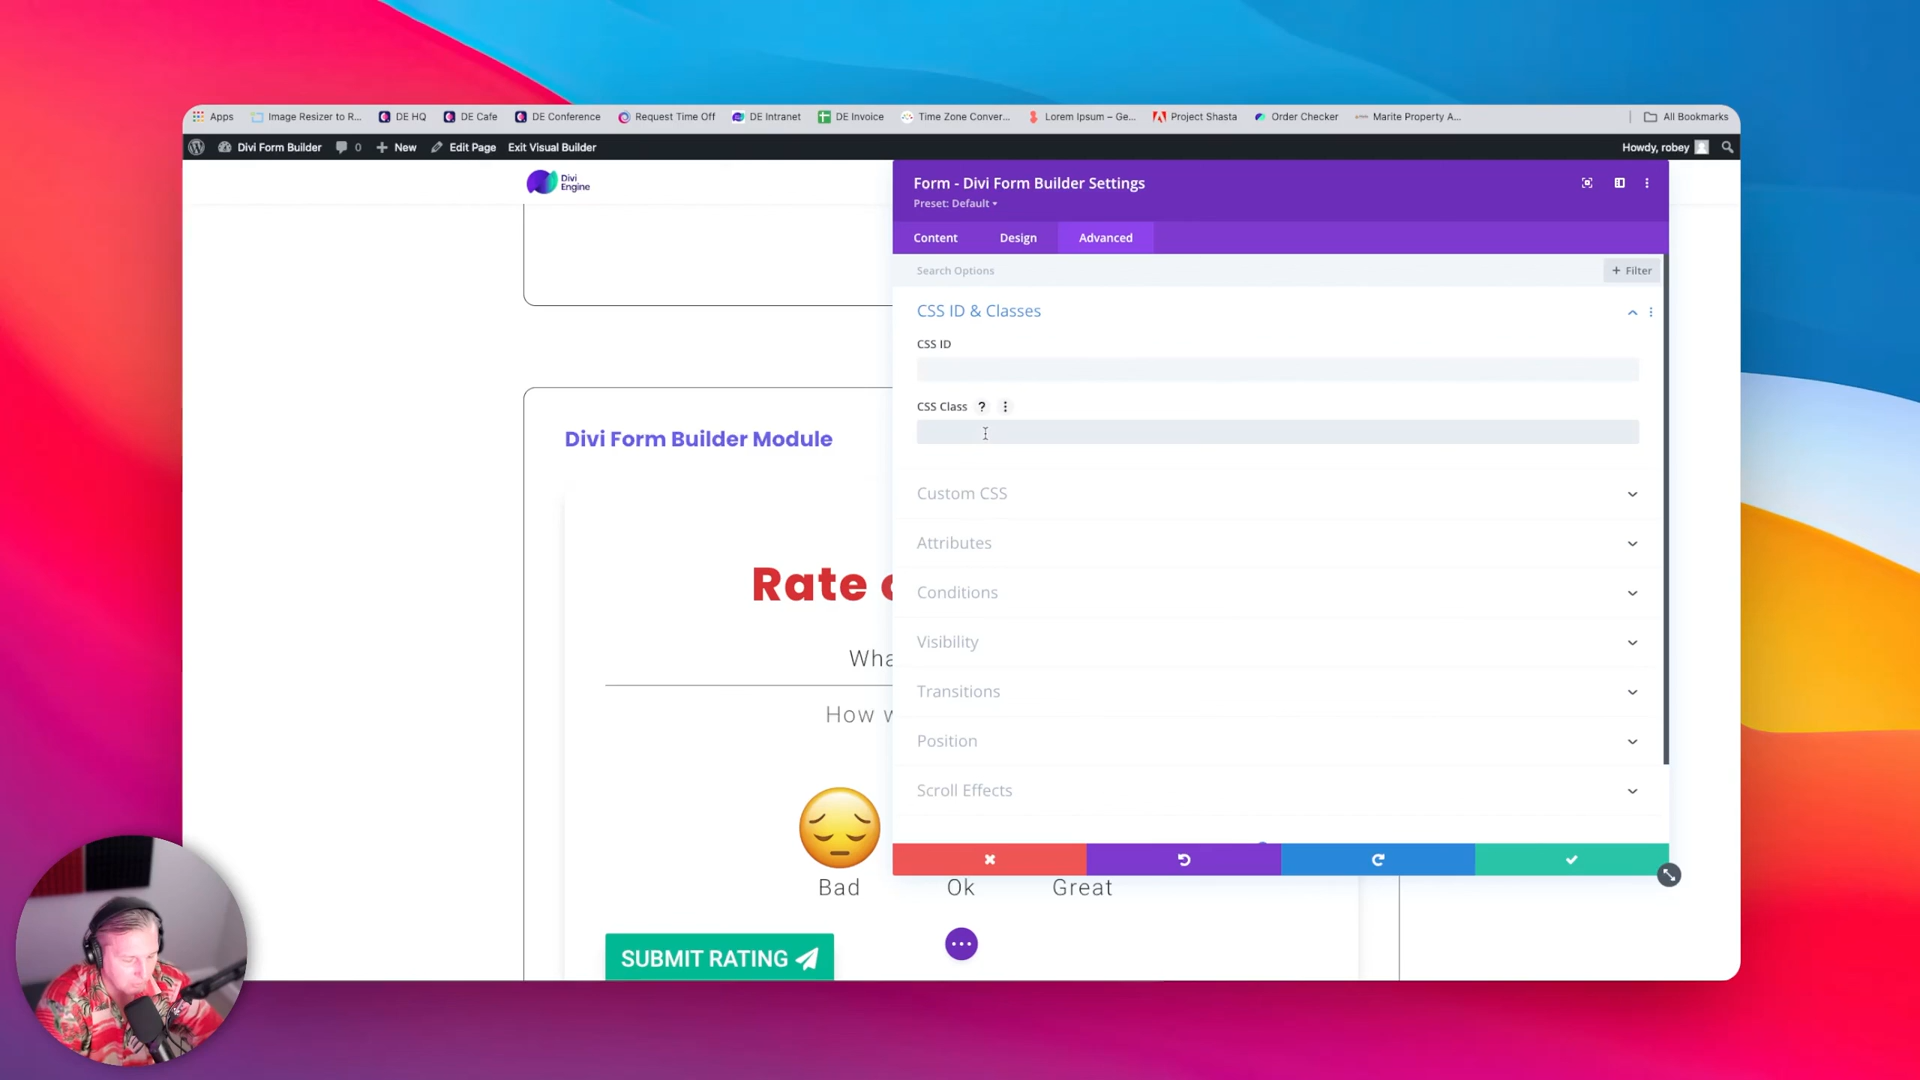 Apps Image Resizer to R... DE HQ DE Cafe DE Conference Request Time Off DE Intranet DE Invoice Time Zone Conver... Lorem Ipsum – Ge... Project Shasta Order Checker Marite Property A... All Bookmarks
Divi Form Builder 0 New Edit Page Exit Visual Builder Howdy, robey
Divi
Engine
Form - Divi Form Builder Settings
Preset: Default
Content Design Advanced
Search Options + Filter
CSS ID & Classes
CSS ID
CSS Class ?
Custom CSS
Attributes
Conditions
Visibility
Transitions
Position
Scroll Effects
Divi Form Builder Module
Rate
How
Bad Ok Great
SUBMIT RATING